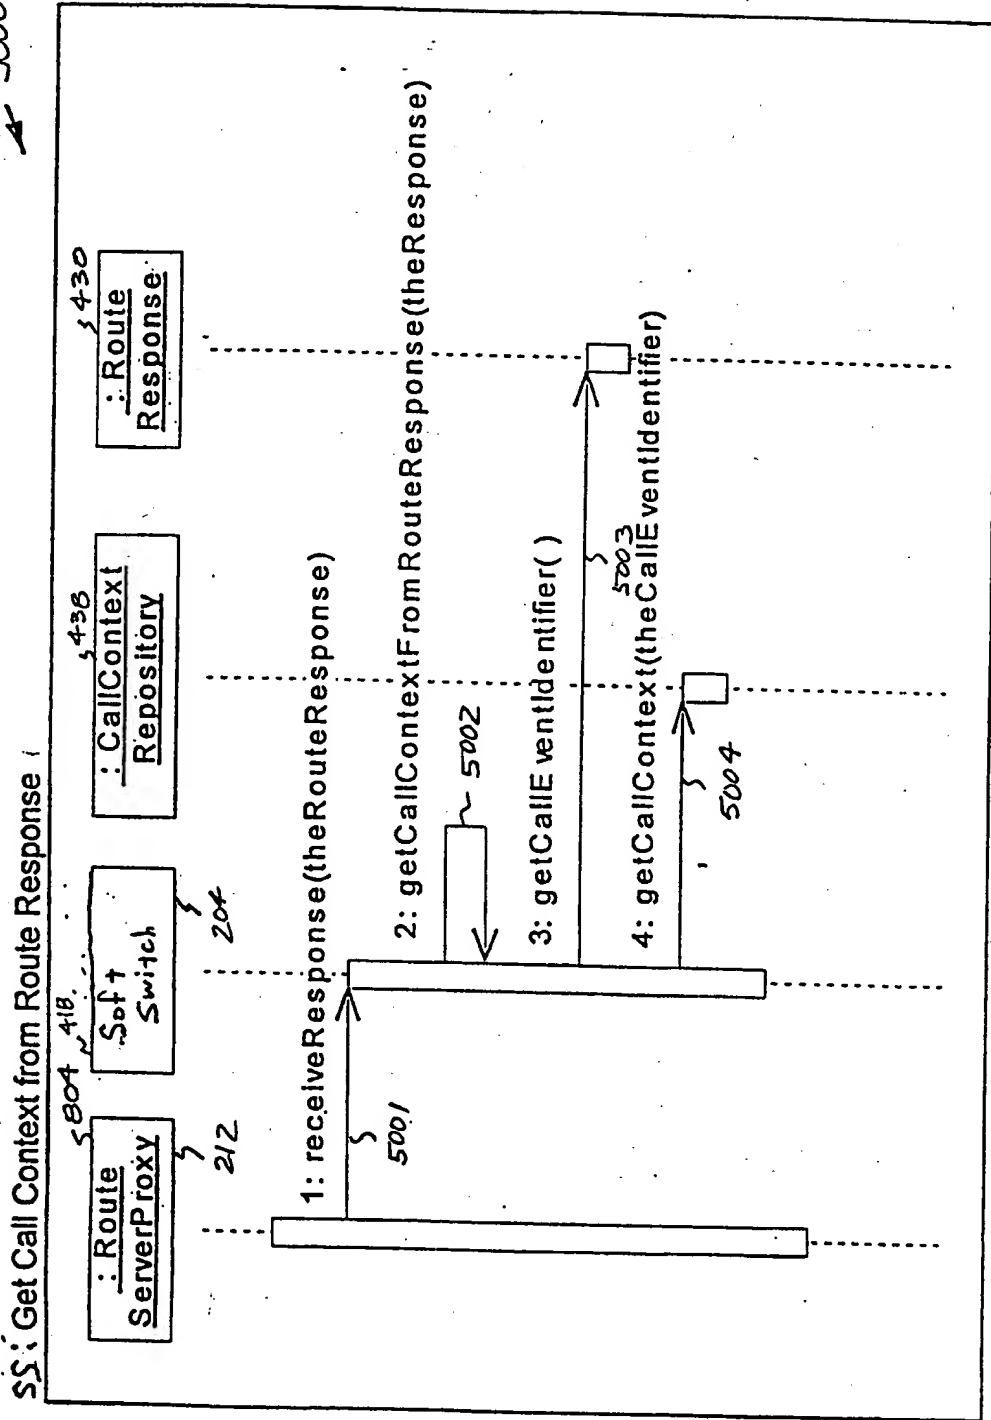 SS: Get Call Context from Route Response
: Route
ServerProxy
804
212
Soft
Switch
418
204
: CallContext
Repository
438
: Route
Response
430
1: receiveResponse(theRouteResponse)
5001
2: getCallContextFromRouteResponse(theResponse)
5002
3: getCallEventIdentifier( )
5003
4: getCallContext(theCallEventIdentifier)
5004